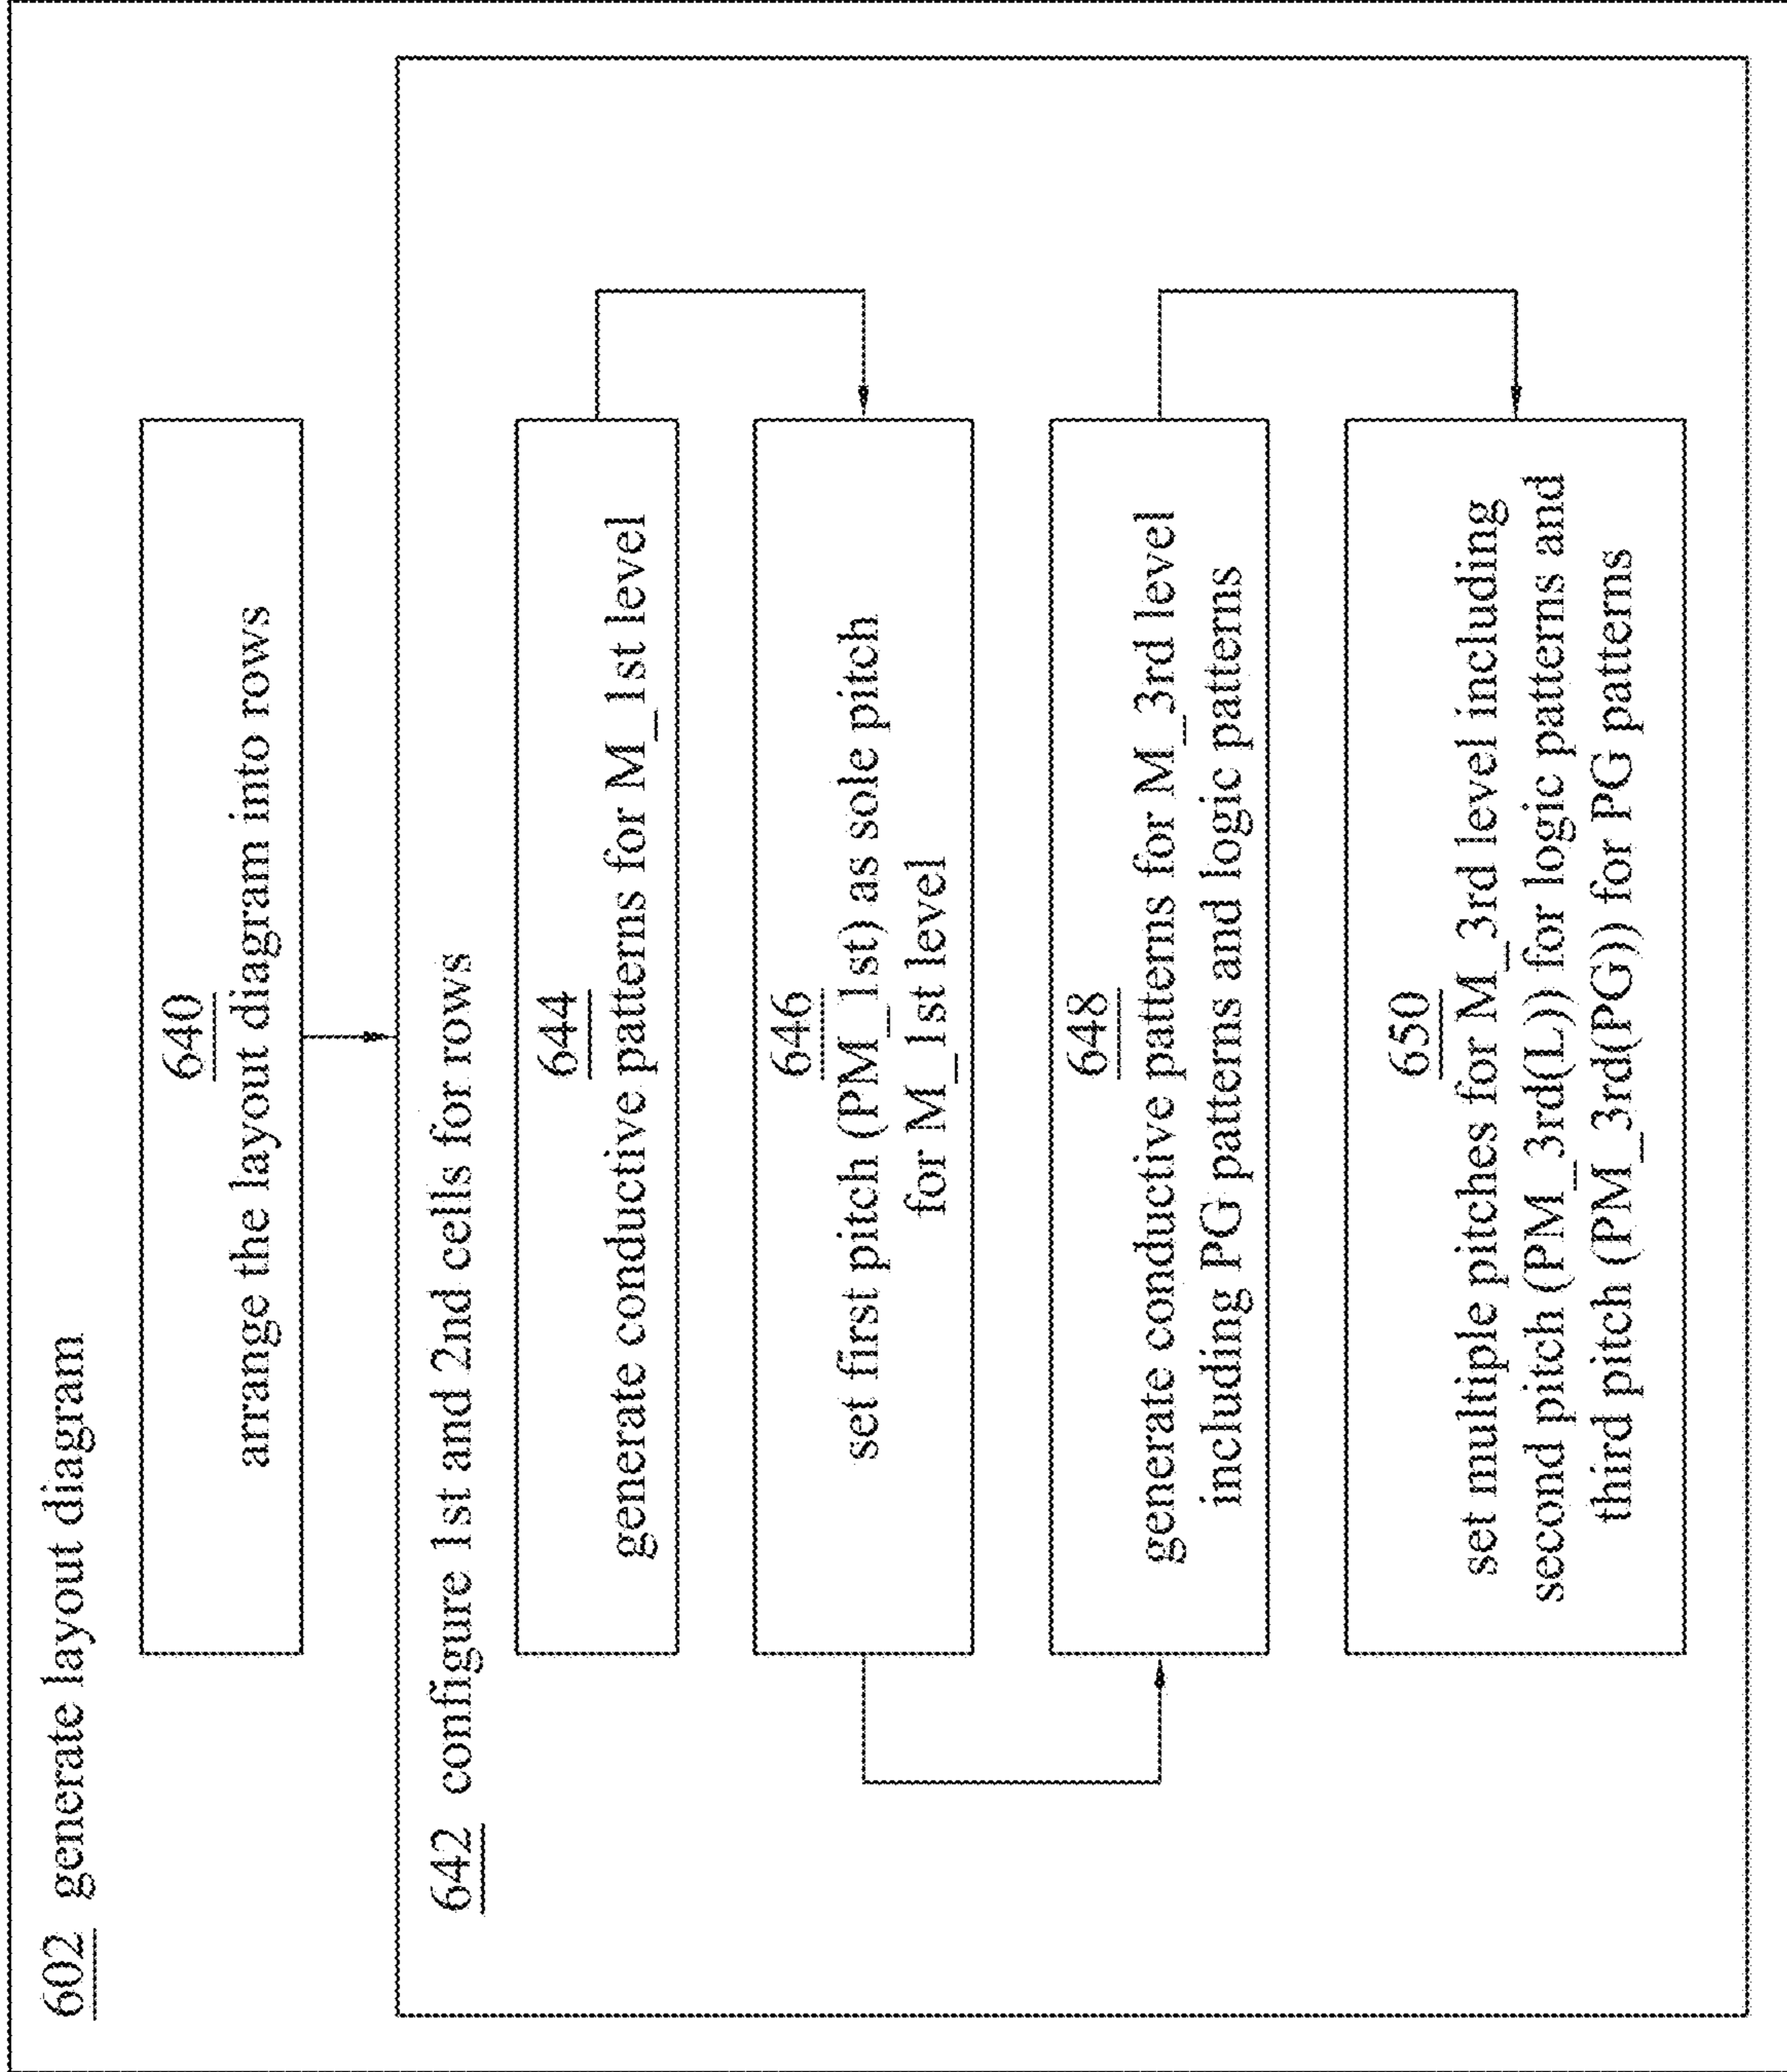 602 generate layout diagram
640
arrange the layout diagram into rows
642 configure 1st and 2nd cells for rows
644
generate conductive patterns for M_1st level
646
set first pitch (PM_1st) as sole pitch
for M_1st level
648
generate conductive patterns for M_3rd level
including PG patterns and logic patterns
650
set multiple pitches for M_3rd level including
second pitch (PM_3rd(L)) for logic patterns and
third pitch (PM_3rd(PG)) for PG patterns